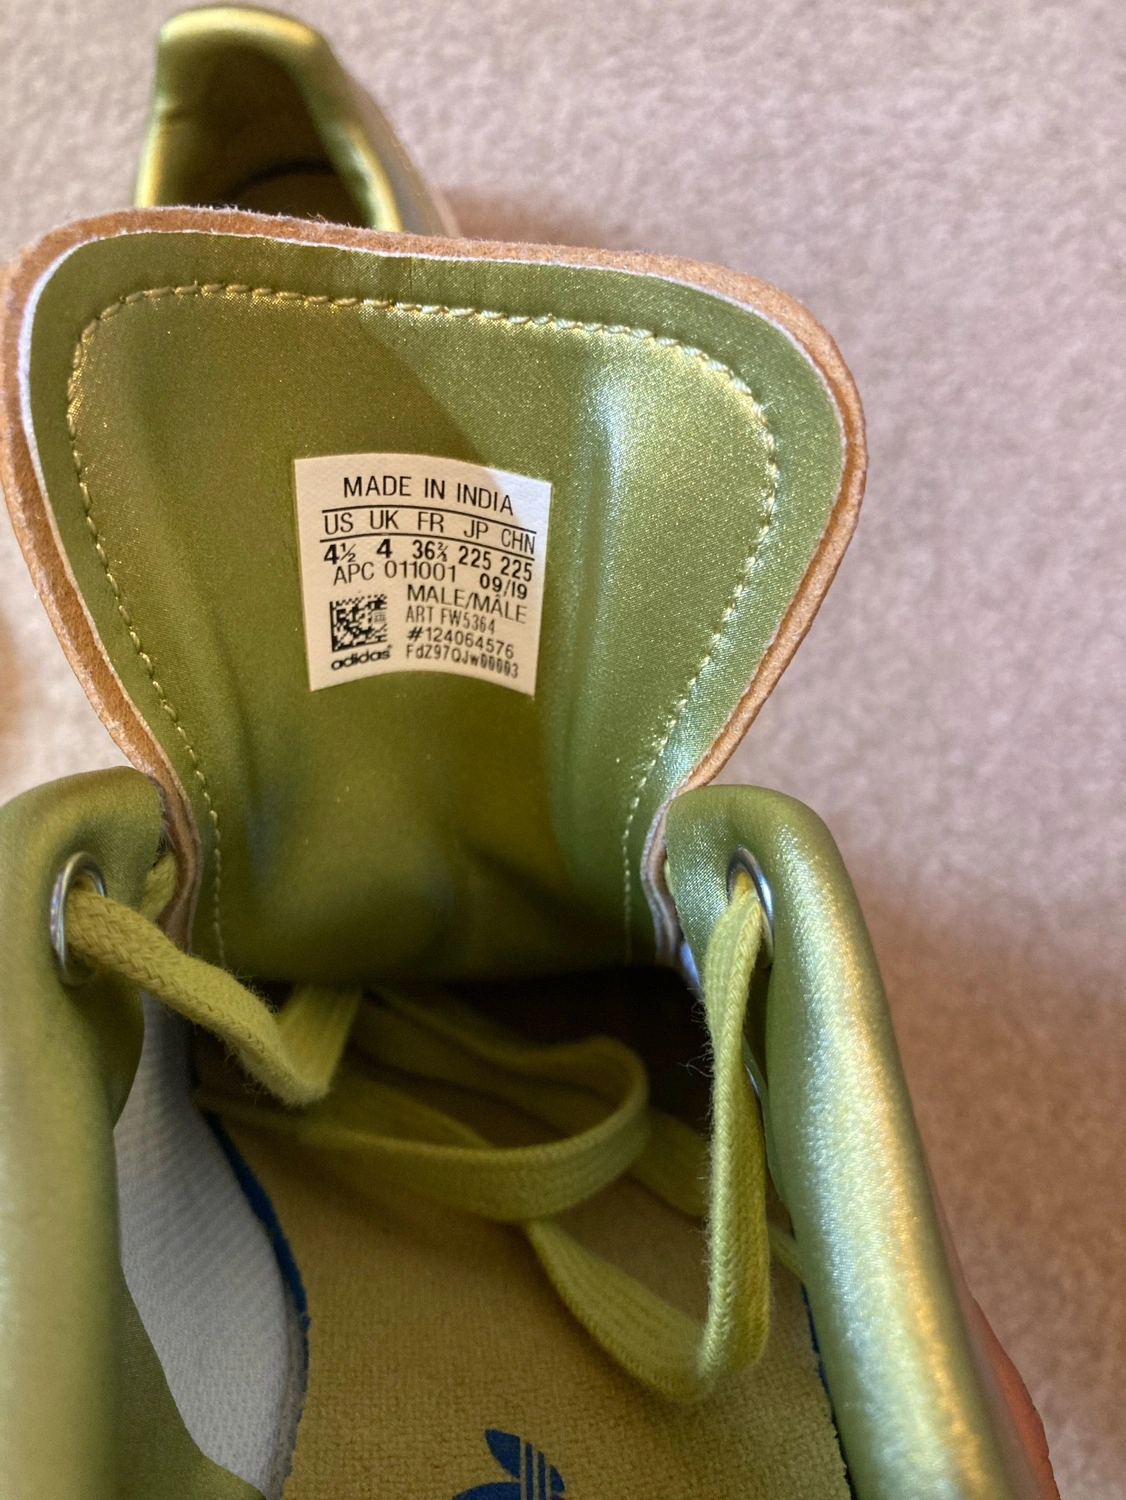 MADE IN INDIA
US UK FR JP CHN
4½ 4 36⅔ 225 225
APC 011001 09/19
MALE/MÂLE
ART FW5364
#124064576
FdZ97QJw00003
adidas